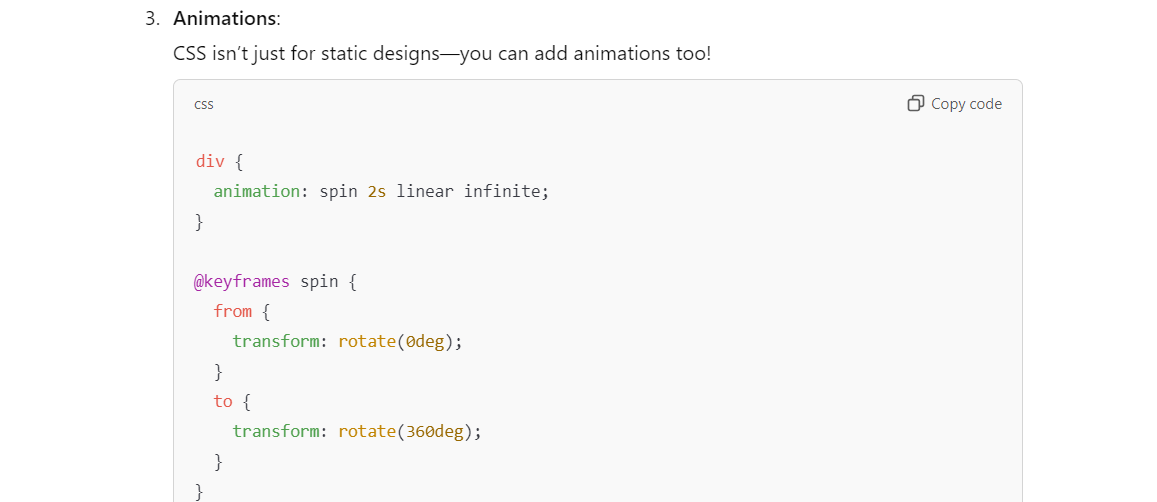 3. Animations:
CSS isn’t just for static designs—you can add animations too!
css
Copy code
div {
  animation: spin 2s linear infinite;
}
@keyframes spin {
  from {
    transform: rotate(0deg);
  }
  to {
    transform: rotate(360deg);
  }
}